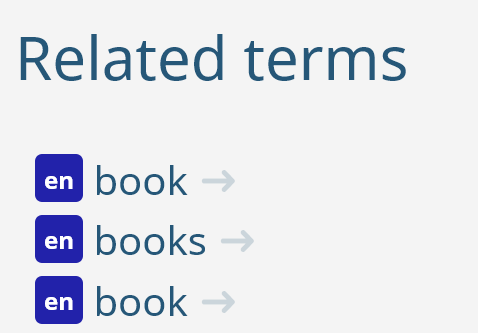 Related terms
en book →
en books →
en book →